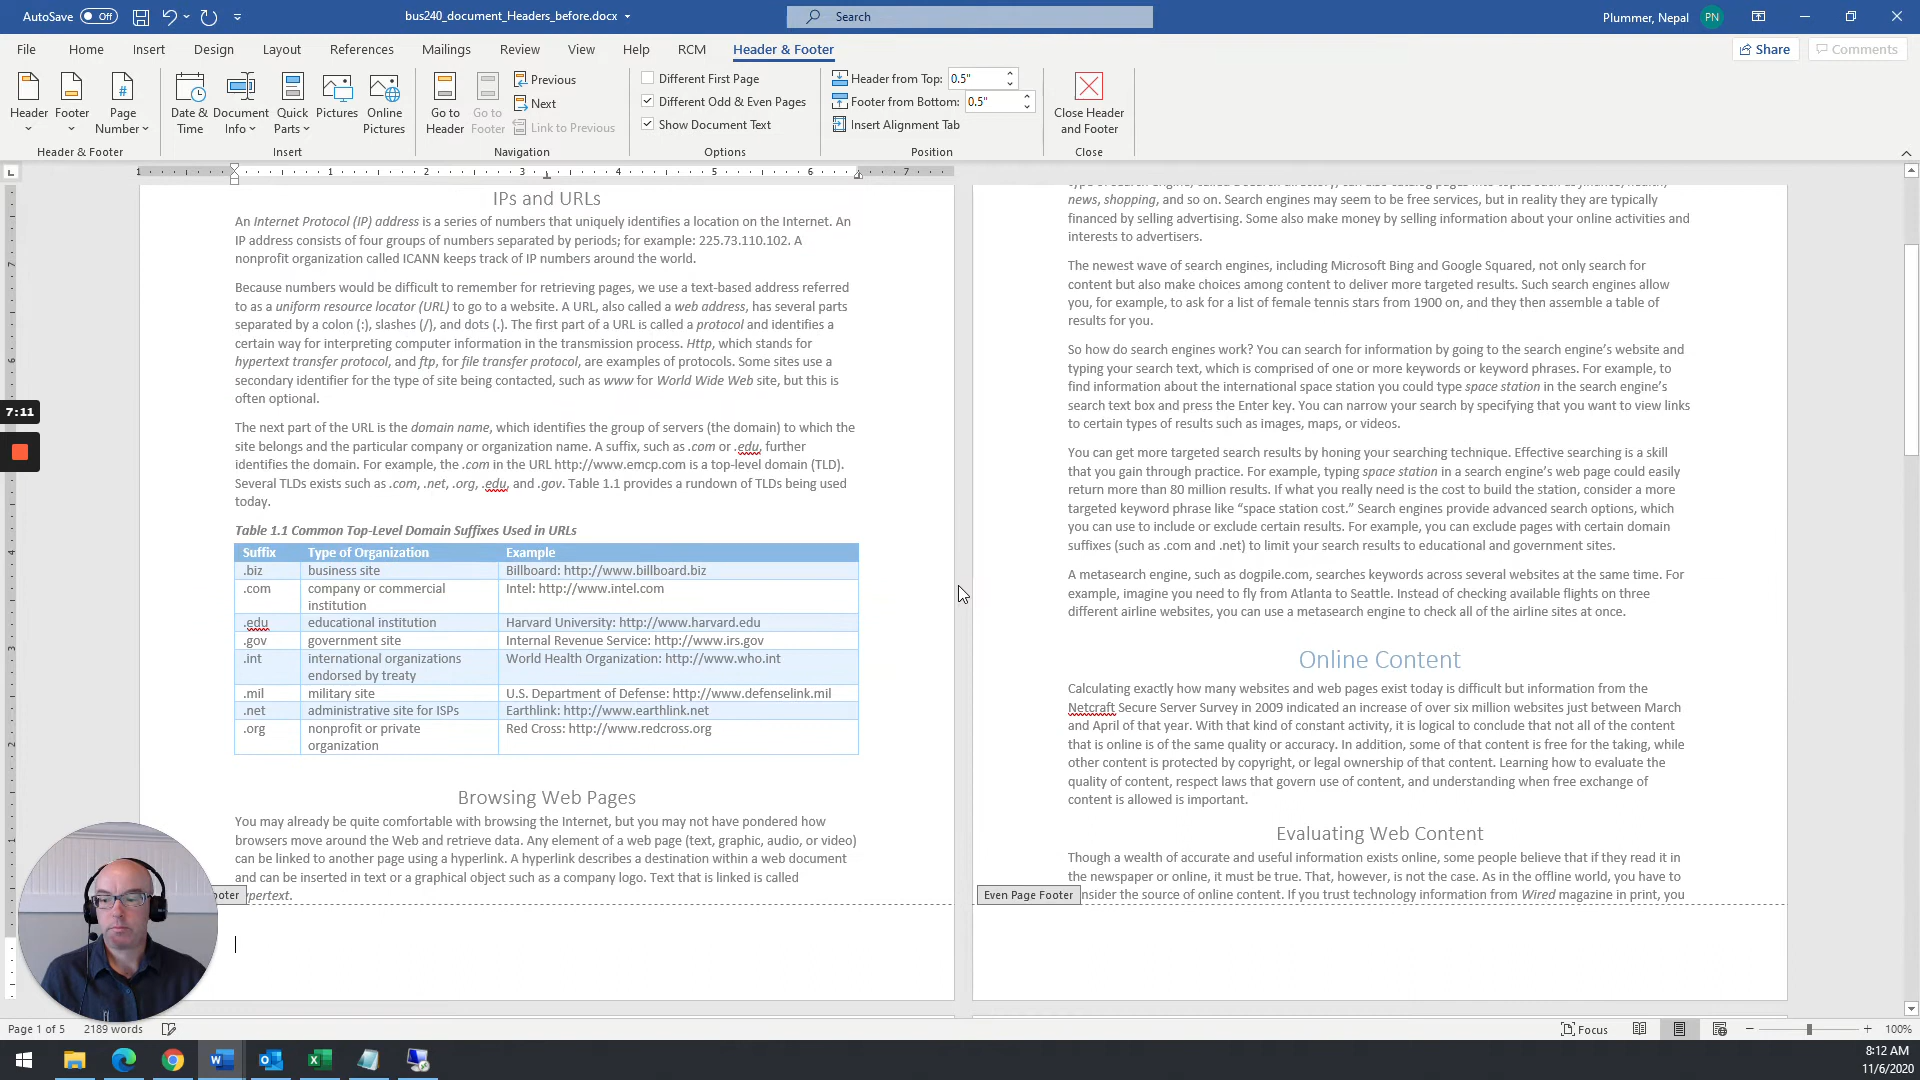 AutoSave Off
bus240_document_Headers_before.docx
Search
Plummer, Nepal PN
File Home Insert Design Layout References Mailings Review View Help RCM Header & Footer
Share Comments
Header
Footer
Page Number
Header & Footer
Date & Time
Document Info
Quick Parts
Pictures
Online Pictures
Insert
Go to Header
Go to Footer
Previous
Next
Link to Previous
Navigation
Different First Page
Different Odd & Even Pages
Show Document Text
Options
Header from Top: 0.5"
Footer from Bottom: 0.5"
Insert Alignment Tab
Position
Close Header and Footer
Close
1 1 2 3 4 5 6 7
IPs and URLs
An Internet Protocol (IP) address is a series of numbers that uniquely identifies a location on the Internet. An
IP address consists of four groups of numbers separated by periods; for example: 225.73.110.102. A
nonprofit organization called ICANN keeps track of IP numbers around the world.
Because numbers would be difficult to remember for retrieving pages, we use a text-based address referred
to as a uniform resource locator (URL) to go to a website. A URL, also called a web address, has several parts
separated by a colon (:), slashes (/), and dots (.). The first part of a URL is called a protocol and identifies a
certain way for interpreting computer information in the transmission process. Http, which stands for
hypertext transfer protocol, and ftp, for file transfer protocol, are examples of protocols. Some sites use a
secondary identifier for the type of site being contacted, such as www for World Wide Web site, but this is
often optional.
The next part of the URL is the domain name, which identifies the group of servers (the domain) to which the
site belongs and the particular company or organization name. A suffix, such as .com or .edu, further
identifies the domain. For example, the .com in the URL http://www.emcp.com is a top-level domain (TLD).
Several TLDs exists such as .com, .net, .org, .edu, and .gov. Table 1.1 provides a rundown of TLDs being used
today.
Table 1.1 Common Top-Level Domain Suffixes Used in URLs
Suffix Type of Organization Example
.biz business site Billboard: http://www.billboard.biz
.com company or commercial institution Intel: http://www.intel.com
.edu educational institution Harvard University: http://www.harvard.edu
.gov government site Internal Revenue Service: http://www.irs.gov
.int international organizations endorsed by treaty World Health Organization: http://www.who.int
.mil military site U.S. Department of Defense: http://www.defenselink.mil
.net administrative site for ISPs Earthlink: http://www.earthlink.net
.org nonprofit or private organization Red Cross: http://www.redcross.org
Browsing Web Pages
You may already be quite comfortable with browsing the Internet, but you may not have pondered how
browsers move around the Web and retrieve data. Any element of a web page (text, graphic, audio, or video)
can be linked to another page using a hyperlink. A hyperlink describes a destination within a web document
and can be inserted in text or a graphical object such as a company logo. Text that is linked is called
ypertext.
ooter
news, shopping, and so on. Search engines may seem to be free services, but in reality they are typically
financed by selling advertising. Some also make money by selling information about your online activities and
interests to advertisers.
The newest wave of search engines, including Microsoft Bing and Google Squared, not only search for
content but also make choices among content to deliver more targeted results. Such search engines allow
you, for example, to ask for a list of female tennis stars from 1900 on, and they then assemble a table of
results for you.
So how do search engines work? You can search for information by going to the search engine's website and
typing your search text, which is comprised of one or more keywords or keyword phrases. For example, to
find information about the international space station you could type space station in the search engine's
search text box and press the Enter key. You can narrow your search by specifying that you want to view links
to certain types of results such as images, maps, or videos.
You can get more targeted search results by honing your searching technique. Effective searching is a skill
that you gain through practice. For example, typing space station in a search engine's web page could easily
return more than 80 million results. If what you really need is the cost to build the station, consider a more
targeted keyword phrase like “space station cost.” Search engines provide advanced search options, which
you can use to include or exclude certain results. For example, you can exclude pages with certain domain
suffixes (such as .com and .net) to limit your search results to educational and government sites.
A metasearch engine, such as dogpile.com, searches keywords across several websites at the same time. For
example, imagine you need to fly from Atlanta to Seattle. Instead of checking available flights on three
different airline websites, you can use a metasearch engine to check all of the airline sites at once.
Online Content
Calculating exactly how many websites and web pages exist today is difficult but information from the
Netcraft Secure Server Survey in 2009 indicated an increase of over six million websites just between March
and April of that year. With that kind of constant activity, it is logical to conclude that not all of the content
that is online is of the same quality or accuracy. In addition, some of that content is free for the taking, while
other content is protected by copyright, or legal ownership of that content. Learning how to evaluate the
quality of content, respect laws that govern use of content, and understanding when free exchange of
content is allowed is important.
Evaluating Web Content
Though a wealth of accurate and useful information exists online, some people believe that if they read it in
the newspaper or online, it must be true. That, however, is not the case. As in the offline world, you have to
nsider the source of online content. If you trust technology information from Wired magazine in print, you
Even Page Footer
7:11
Page 1 of 5 2189 words
Focus
100%
8:12 AM
11/6/2020